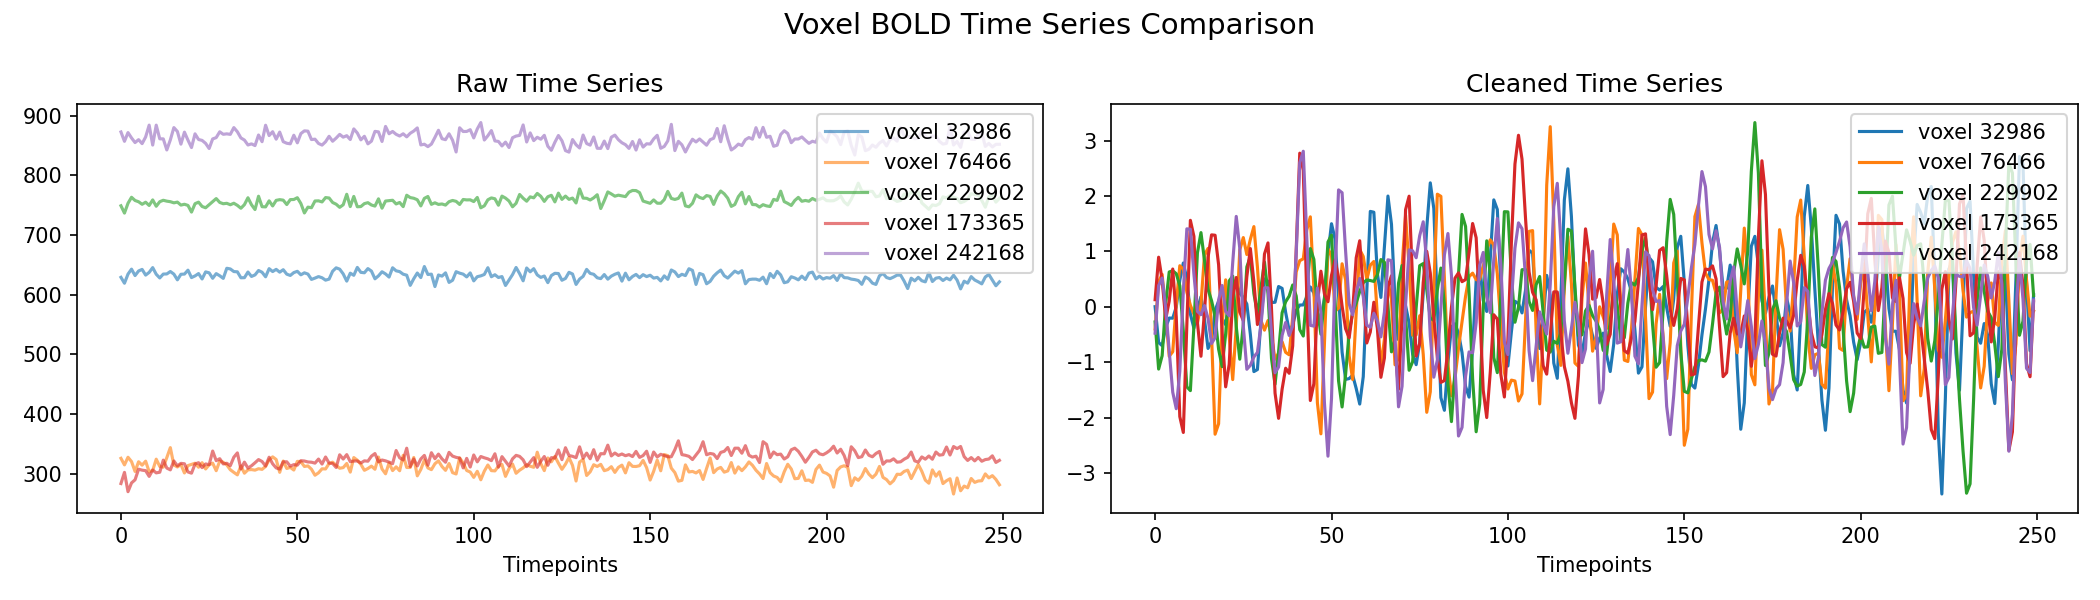 Voxel BOLD Time Series Comparison
Raw Time Series
900
800
700
600
500
400
300
0 50 100 150 200 250
Timepoints
voxel 32986
voxel 76466
voxel 229902
voxel 173365
voxel 242168
Cleaned Time Series
3
2
1
0
−1
−2
−3
0 50 100 150 200 250
Timepoints
voxel 32986
voxel 76466
voxel 229902
voxel 173365
voxel 242168